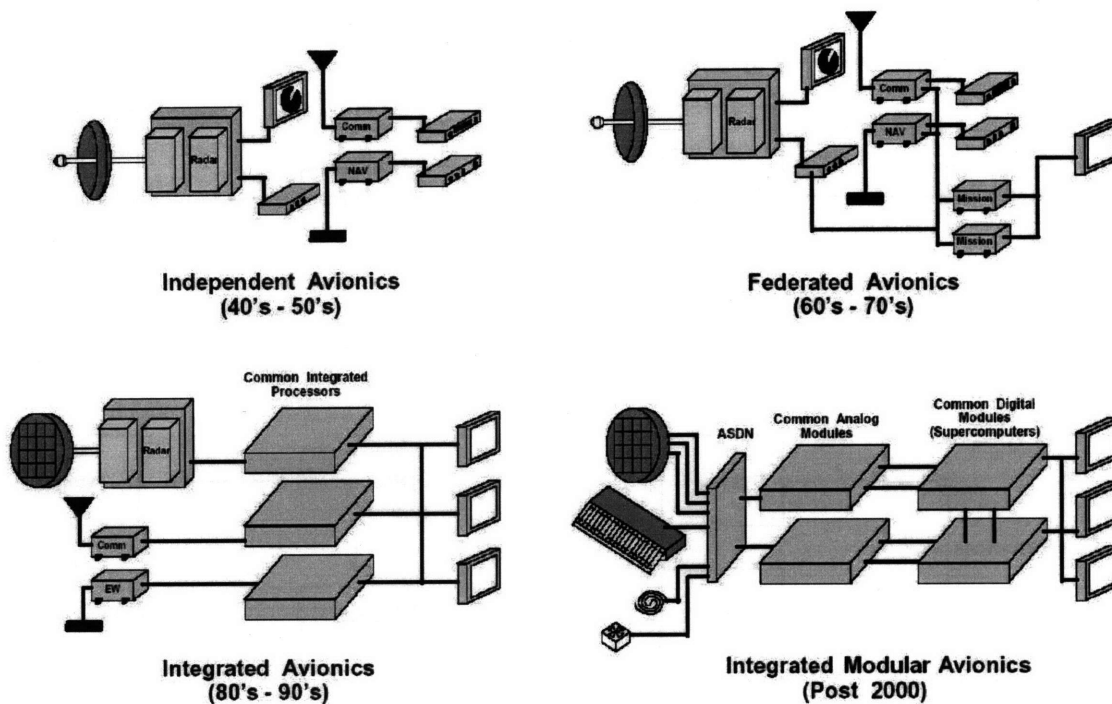 Radar
Comm
NAV
Independent Avionics
(40's - 50's)
Radar
Comm
NAV
Mission
Mission
Federated Avionics
(60's - 70's)
Common Integrated
Processors
Radar
Comm
EW
Integrated Avionics
(80's - 90's)
ASDN
Common Analog
Modules
Common Digital
Modules
(Supercomputers)
Integrated Modular Avionics
(Post 2000)